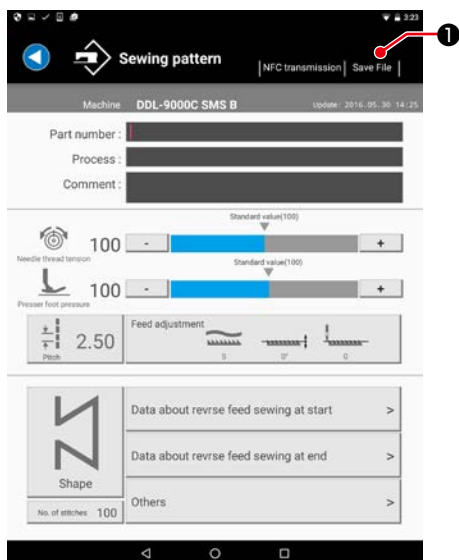 3:23
Sewing pattern
NFC transmission
Save File
❶
Machine DDL-9000C SMS B Update: 2016.05.30 14:25
Part number :
Process :
Comment :
Standard value(100)
100 - +
Needle thread tension
Standard value(100)
100 - +
Presser foot pressure
2.50
Pitch
Feed adjustment
S 0° 0
Data about revrse feed sewing at start >
Data about revrse feed sewing at end >
Shape
No. of stitches 100
Others >